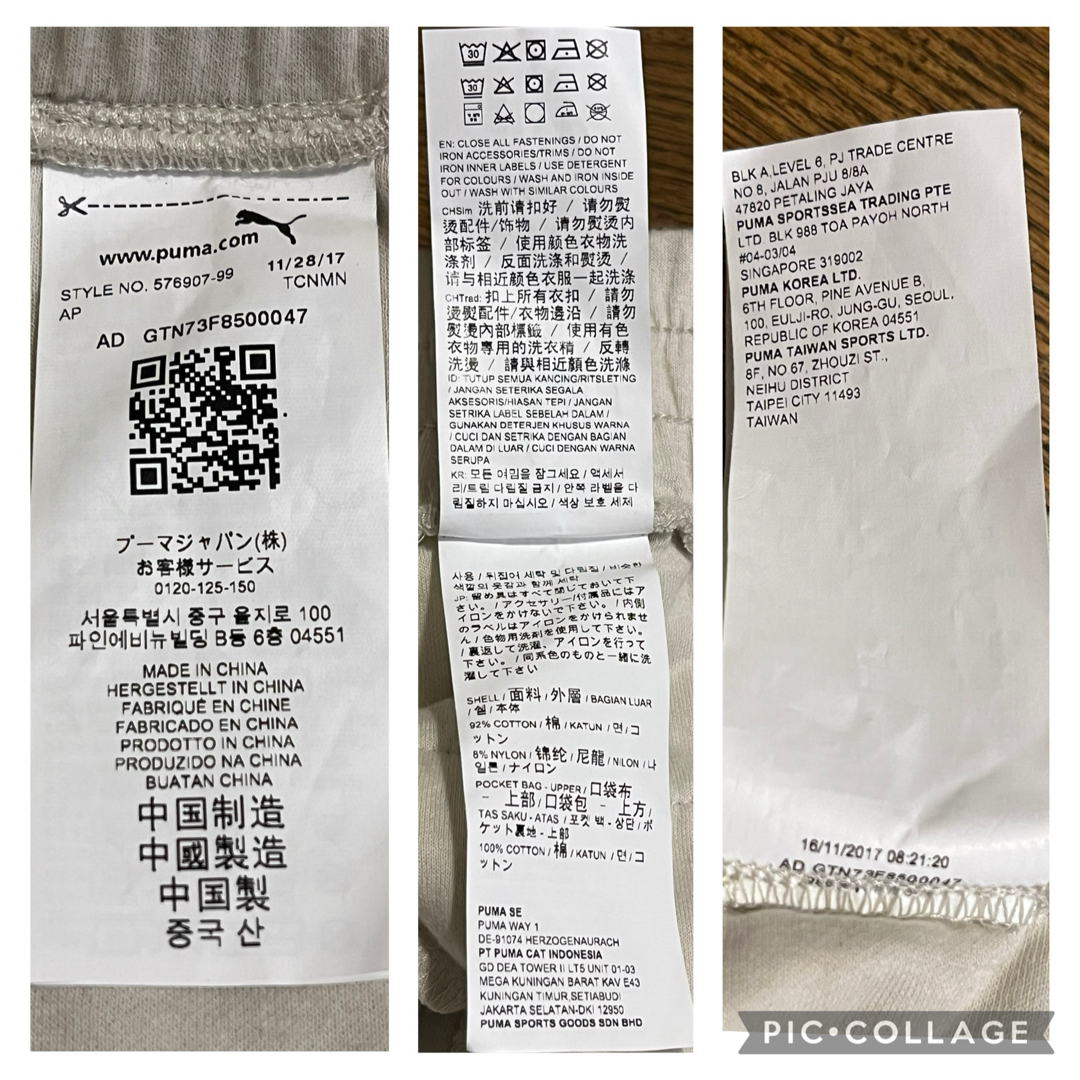 www.puma.com
11/28/17
STYLE NO. 576907-99 TCNMN
AP
AD GTN73F8500047
プーマジャパン(株)
お客様サービス
0120-125-150
서울특별시 중구 을지로 100
파인에비뉴빌딩 B동 6층 04551
MADE IN CHINA
HERGESTELLT IN CHINA
FABRIQUÉ EN CHINE
FABRICADO EN CHINA
PRODOTTO IN CHINA
PRODUZIDO NA CHINA
BUATAN CHINA
中国制造
中國製造
中国製
중국 산
30
30
EN: CLOSE ALL FASTENINGS / DO NOT
IRON ACCESSORIES/TRIMS / DO NOT
IRON INNER LABELS / USE DETERGENT
FOR COLOURS / WASH AND IRON INSIDE
OUT / WASH WITH SIMILAR COLOURS
CHSim 洗前请扣好 / 请勿熨
烫配件/饰物 / 请勿熨烫内
部标签 / 使用颜色衣物洗
涤剂 / 反面洗涤和熨烫 /
请与相近颜色衣服一起洗涤
CHTrad: 扣上所有衣扣 / 請勿
燙熨配件/衣物邊沿 / 請勿
熨燙內部標籤 / 使用有色
衣物專用的洗衣精 / 反轉
洗燙 / 請與相近顏色洗滌
ID: TUTUP SEMUA KANCING/RITSLETING
/ JANGAN SETERIKA SEGALA
AKSESORIS/HIASAN TEPI / JANGAN
SETRIKA LABEL SEBELAH DALAM /
GUNAKAN DETERJEN KHUSUS WARNA
/ CUCI DAN SETRIKA DENGAN BAGIAN
DALAM DI LUAR / CUCI DENGAN WARNA
SERUPA
KR: 모든 여밈을 잠그세요 / 액세서
리/트림 다림질 금지 / 안쪽 라벨을 다
림질하지 마십시오 / 색상 보호 세제
사용 / 뒤집어 세탁 및 다림질 / 비슷한
색깔의 옷감과 함께 세탁
JP: 留め具はすべて閉じておいて下
さい。/ アクセサリー/付属品にはア
イロンをかけないで下さい。/ 内側
のラベルはアイロンをかけられませ
ん / 色物用洗剤を使用して下さい。
/ 裏返して洗濯、アイロンを行って
下さい。/ 同系色のものと一緒に洗
濯して下さい
SHELL / 面料 / 外層 / BAGIAN LUAR
/ 쉘 / 本体
92% COTTON / 棉 / KATUN / 면 / コ
ットン
8% NYLON / 锦纶 / 尼龍 / NILON / 나
일론 / ナイロン
POCKET BAG - UPPER / 口袋布
- 上部 / 口袋包 - 上方 /
TAS SAKU - ATAS / 포켓 백 - 상단 / ポ
ケット裏地 - 上部
100% COTTON / 棉 / KATUN / 면 / コ
ットン
PUMA SE
PUMA WAY 1
DE-91074 HERZOGENAURACH
PT PUMA CAT INDONESIA
GD DEA TOWER II LT5 UNIT 01-03
MEGA KUNINGAN BARAT KAV E43
KUNINGAN TIMUR,SETIABUDI
JAKARTA SELATAN-DKI 12950
PUMA SPORTS GOODS SDN BHD
BLK A,LEVEL 6, PJ TRADE CENTRE
NO 8, JALAN PJU 8/8A
47820 PETALING JAYA
PUMA SPORTSSEA TRADING PTE
LTD BLK 988 TOA PAYOH NORTH
#04-03/04
SINGAPORE 319002
PUMA KOREA LTD.
6TH FLOOR, PINE AVENUE B,
100, EULJI-RO, JUNG-GU, SEOUL,
REPUBLIC OF KOREA 04551
PUMA TAIWAN SPORTS LTD.
8F, NO 67, ZHOUZI ST.,
NEIHU DISTRICT
TAIPEI CITY 11493
TAIWAN
16/11/2017 08:21:20
AD GTN73F8500047
PIC•COLLAGE